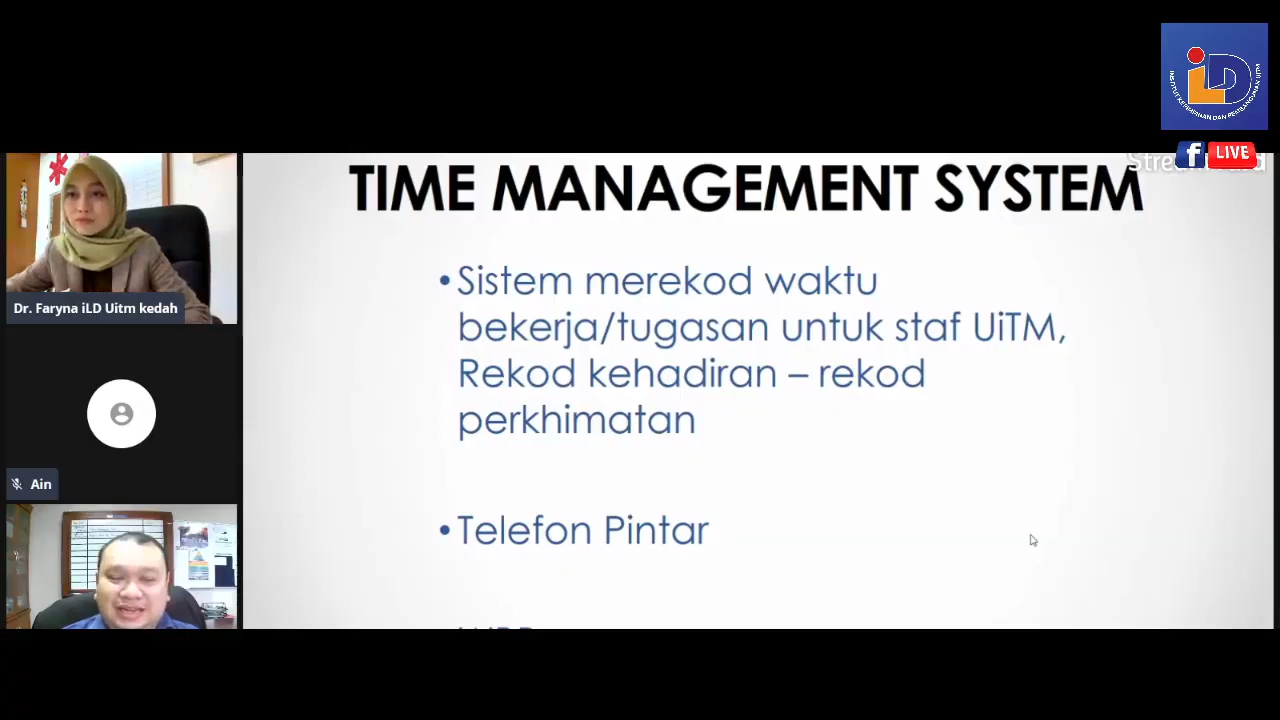 iLD
f LIVE
TIME MANAGEMENT SYSTEM
•Sistem merekod waktu
bekerja/tugasan untuk staf UiTM,
Rekod kehadiran – rekod
perkhimatan
•Telefon Pintar
Dr. Faryna iLD Uitm kedah
Ain